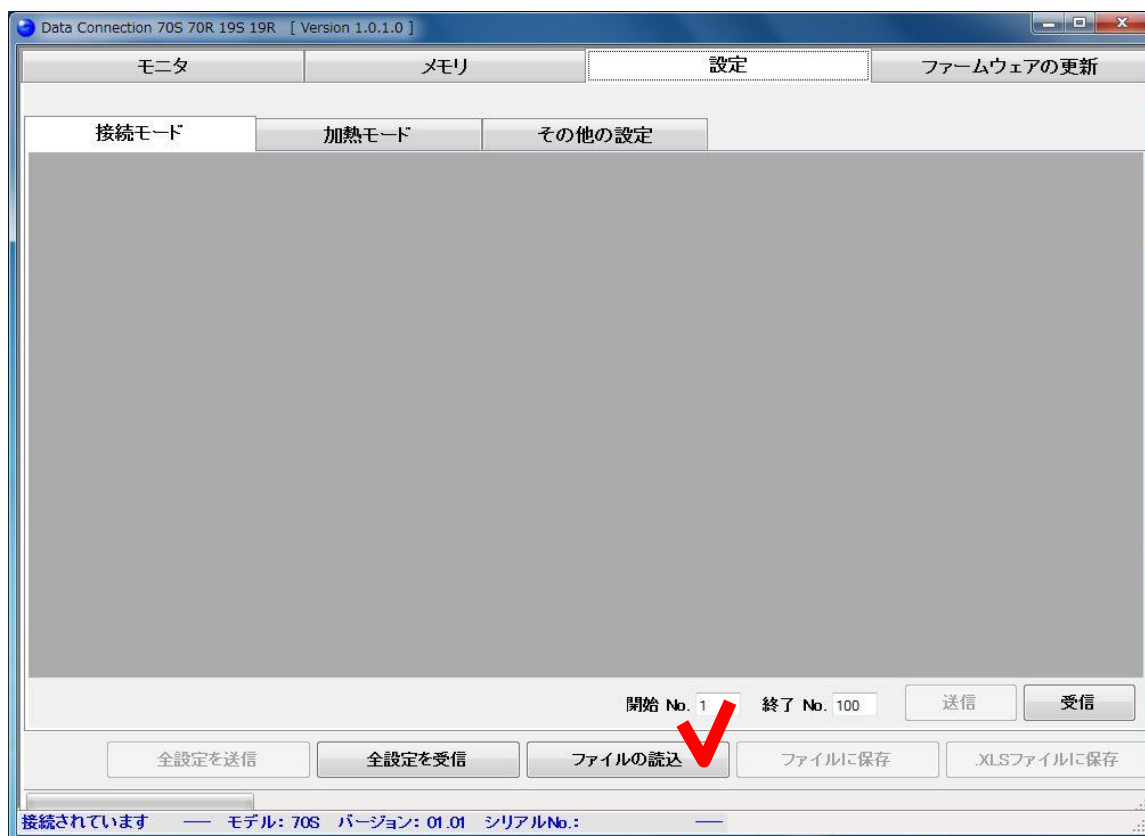 Data Connection 70S 70R 19S 19R [ Version 1.0.1.0 ]
モニタ メモリ 設定 ファームウェアの更新
接続モード 加熱モード その他の設定
開始 No. 1 終了 No. 100 送信 受信
全設定を送信 全設定を受信 ファイルの読込 ファイルに保存 .XLSファイルに保存
接続されています ── モデル: 70S バージョン: 01.01 シリアルNo.: ──